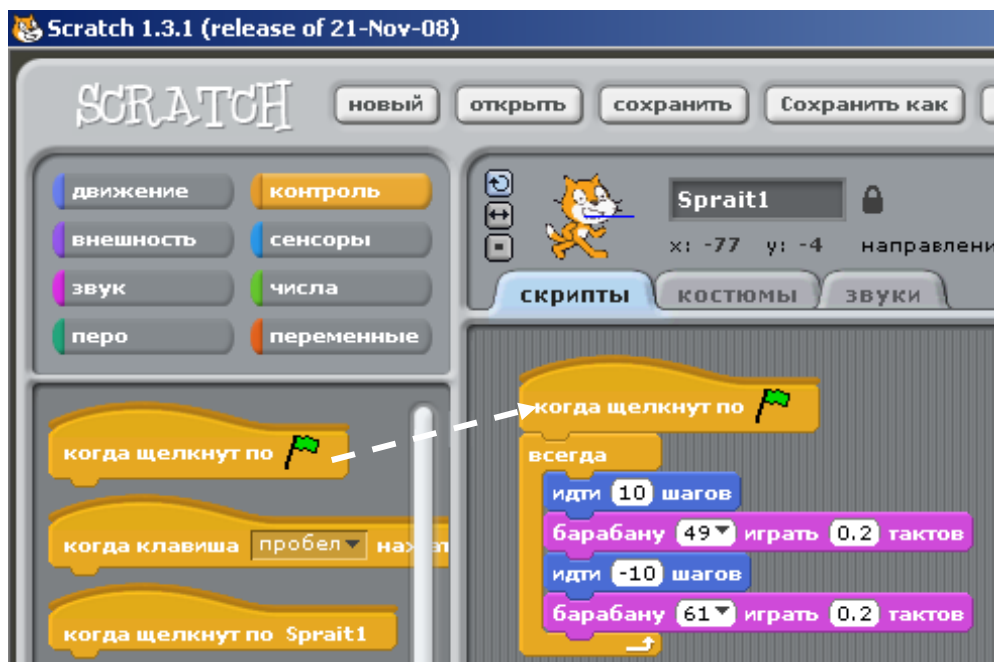 Scratch 1.3.1 (release of 21-Nov-08)
SCRATCH новый открыть сохранить Сохранить как
движение контроль
внешность сенсоры
звук числа
перо переменные
Sprait1
x: -77 y: -4 направлени
скрипты костюмы звуки
когда щелкнут по
когда клавиша пробел наж
когда щелкнут по Sprait1
когда щелкнут по
всегда
идти 10 шагов
барабану 49 играть 0.2 тактов
идти -10 шагов
барабану 61 играть 0.2 тактов